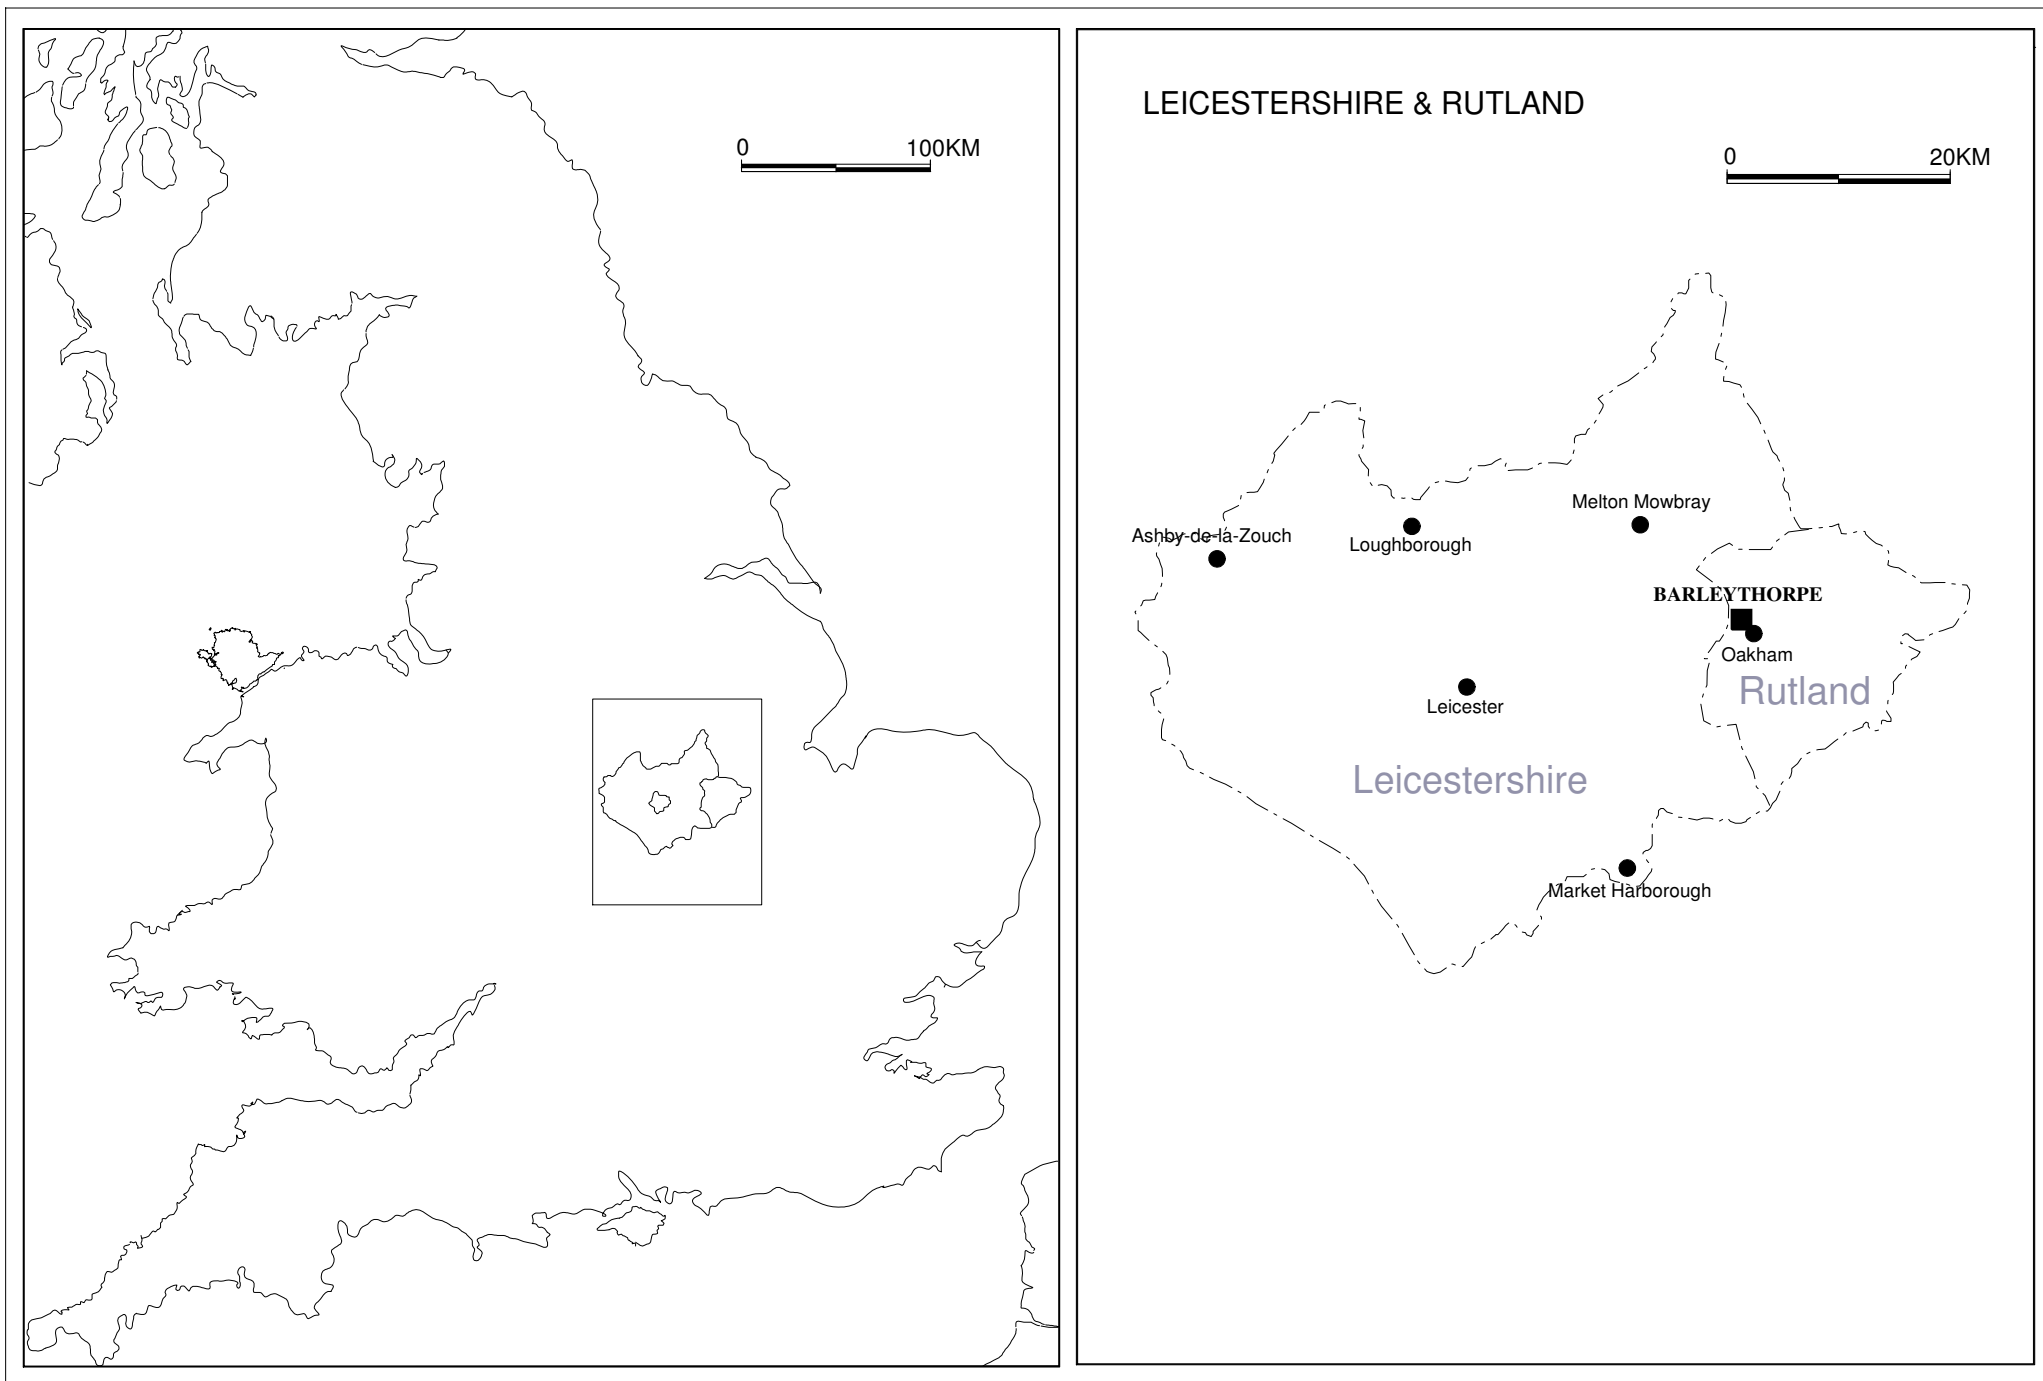 0 100KM
LEICESTERSHIRE & RUTLAND
0 20KM
Melton Mowbray
Ashby-de-la-Zouch
Loughborough
BARLEYTHORPE
Oakham
Rutland
Leicester
Leicestershire
Market Harborough